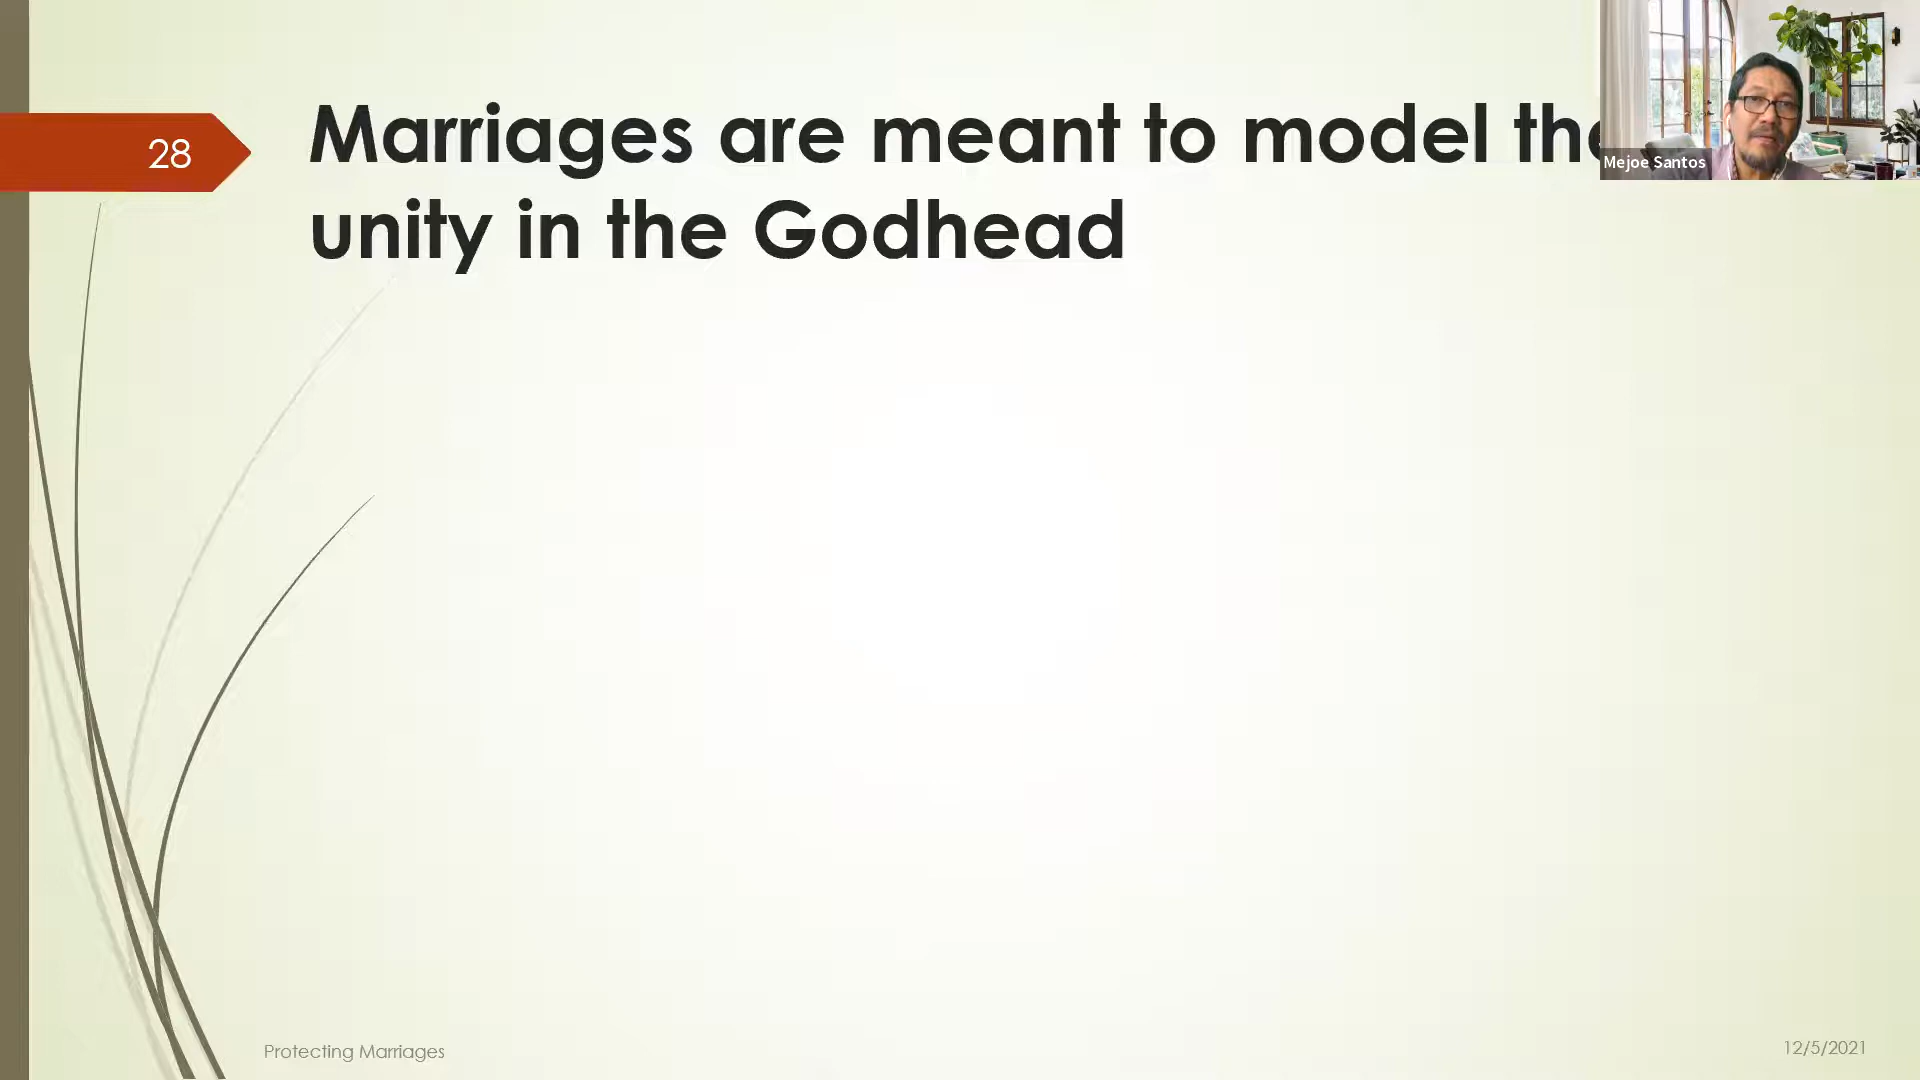 28
Marriages are meant to model the
unity in the Godhead
Mejoe Santos
Protecting Marriages
12/5/2021